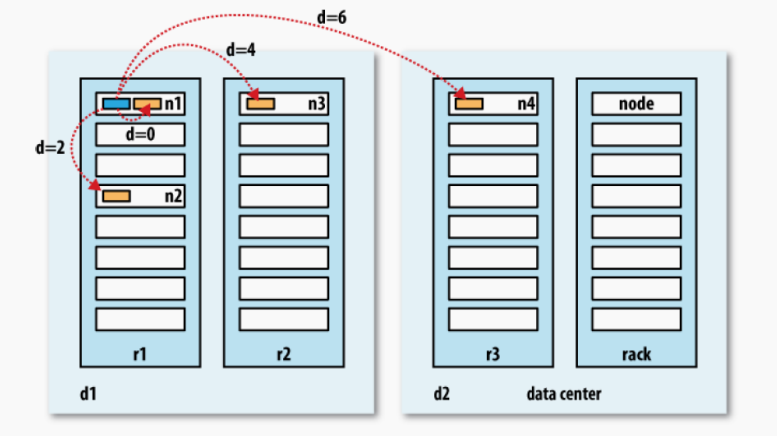 d=6
d=4
n1
n3
n4
node
d=0
d=2
n2
r1
r2
r3
rack
d1
d2
data center